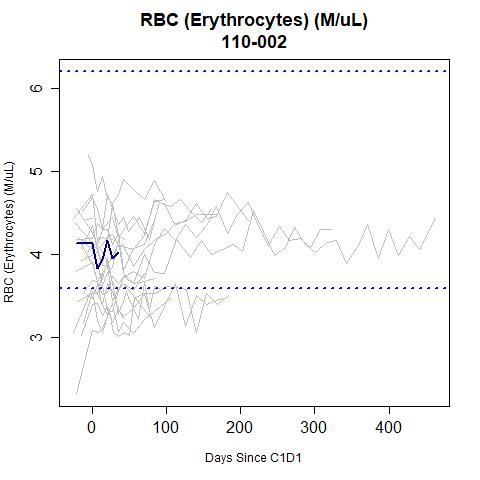 RBC (Erythrocytes) (M/uL)
110-002
RBC (Erythrocytes) (M/uL)
6
5
4
3
0 100 200 300 400
Days Since C1D1